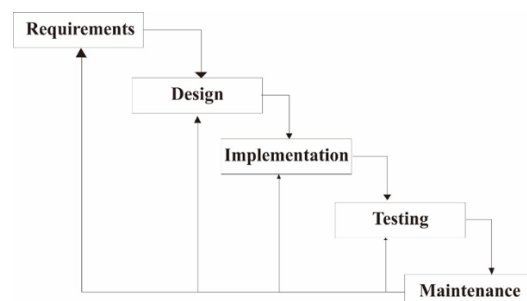 Requirements
Design
Implementation
Testing
Maintenance